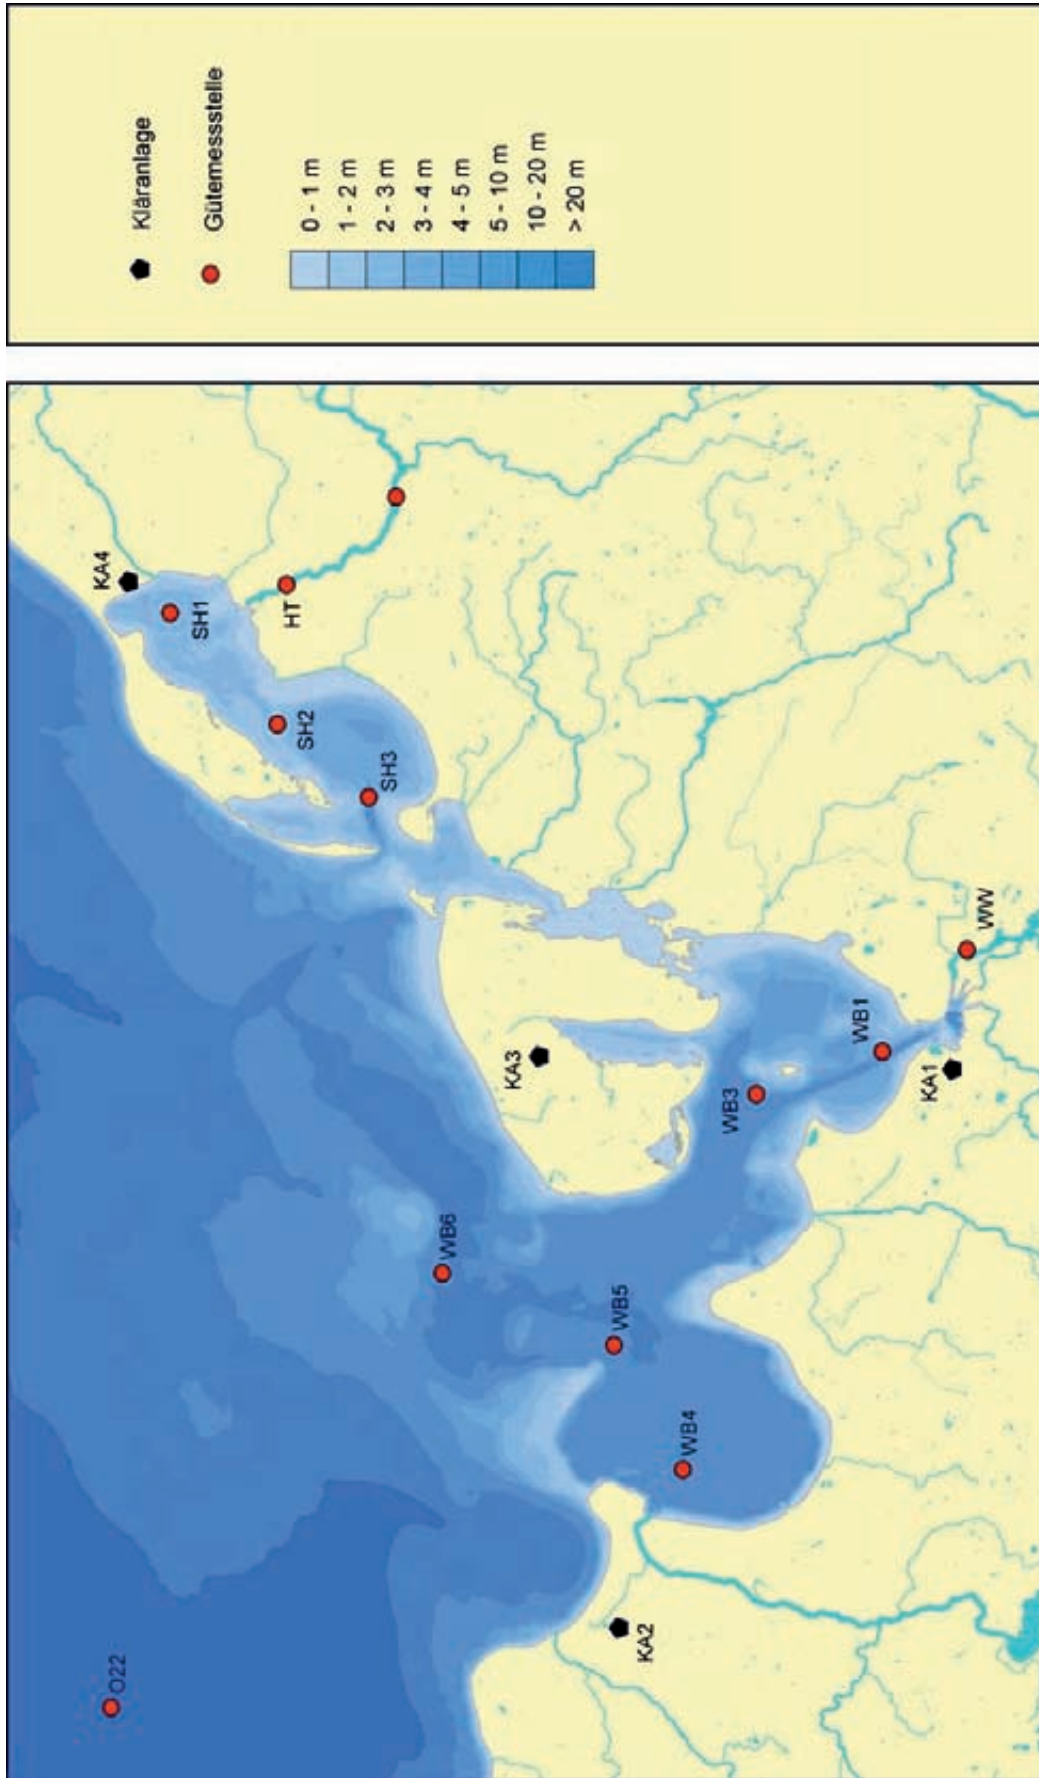 Kläranlage
Gütemessstelle
0 - 1 m
1 - 2 m
2 - 3 m
3 - 4 m
4 - 5 m
5 - 10 m
10 - 20 m
> 20 m
O22
KA2
WB4
WB5
WB6
KA3
WB3
WB1
KA1
WW
SH3
SH2
SH1
HT
KA4